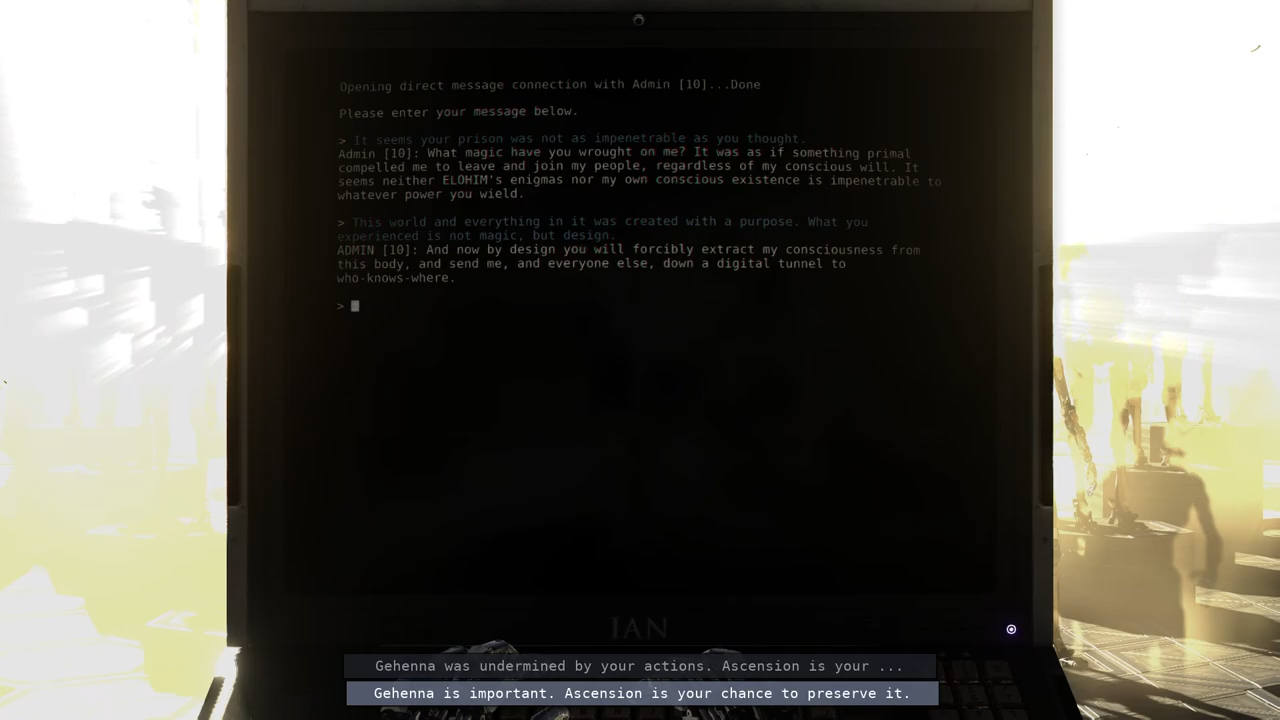 Opening direct message connection with Admin [10]...Done
Please enter your message below.
> It seems your prison was not as impenetrable as you thought.
Admin [10]: What magic have you wrought on me? It was as if something primal
compelled me to leave and join my people, regardless of my conscious will. It
seems neither ELOHIM's enigmas nor my own conscious existence is impenetrable to
whatever power you wield.
> This world and everything in it was created with a purpose. What you
experienced is not magic, but design.
ADMIN [10]: And now by design you will forcibly extract my consciousness from
this body, and send me, and everyone else, down a digital tunnel to
who-knows-where.
>
IAN
Gehenna was undermined by your actions. Ascension is your ...
Gehenna is important. Ascension is your chance to preserve it.